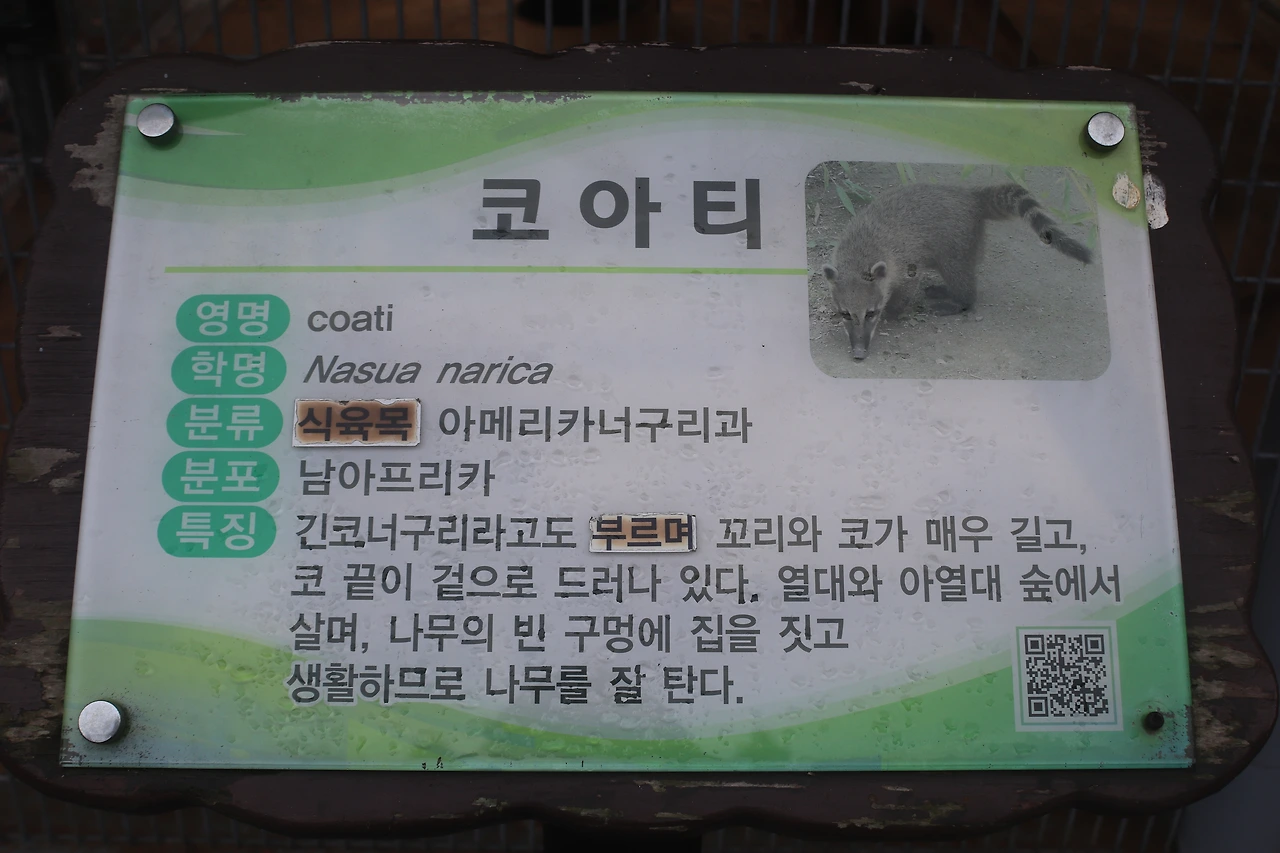 코아티
영명 coati
학명 Nasua narica
분류 식육목 아메리카너구리과
분포 남아프리카
특징 긴코너구리라고도 부르며 꼬리와 코가 매우 길고,
코 끝이 겉으로 드러나 있다. 열대와 아열대 숲에서
살며, 나무의 빈 구멍에 집을 짓고
생활하므로 나무를 잘 탄다.